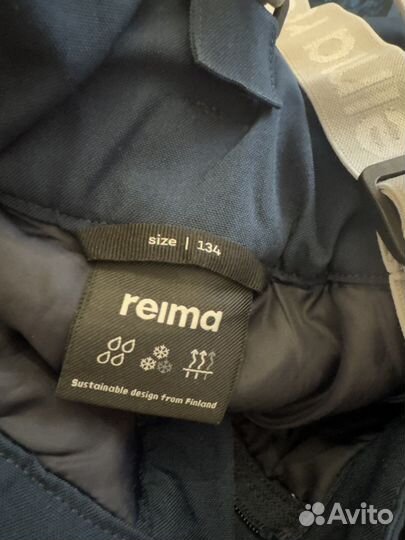 size | 134
reima
Sustainable design from Finland
Avito